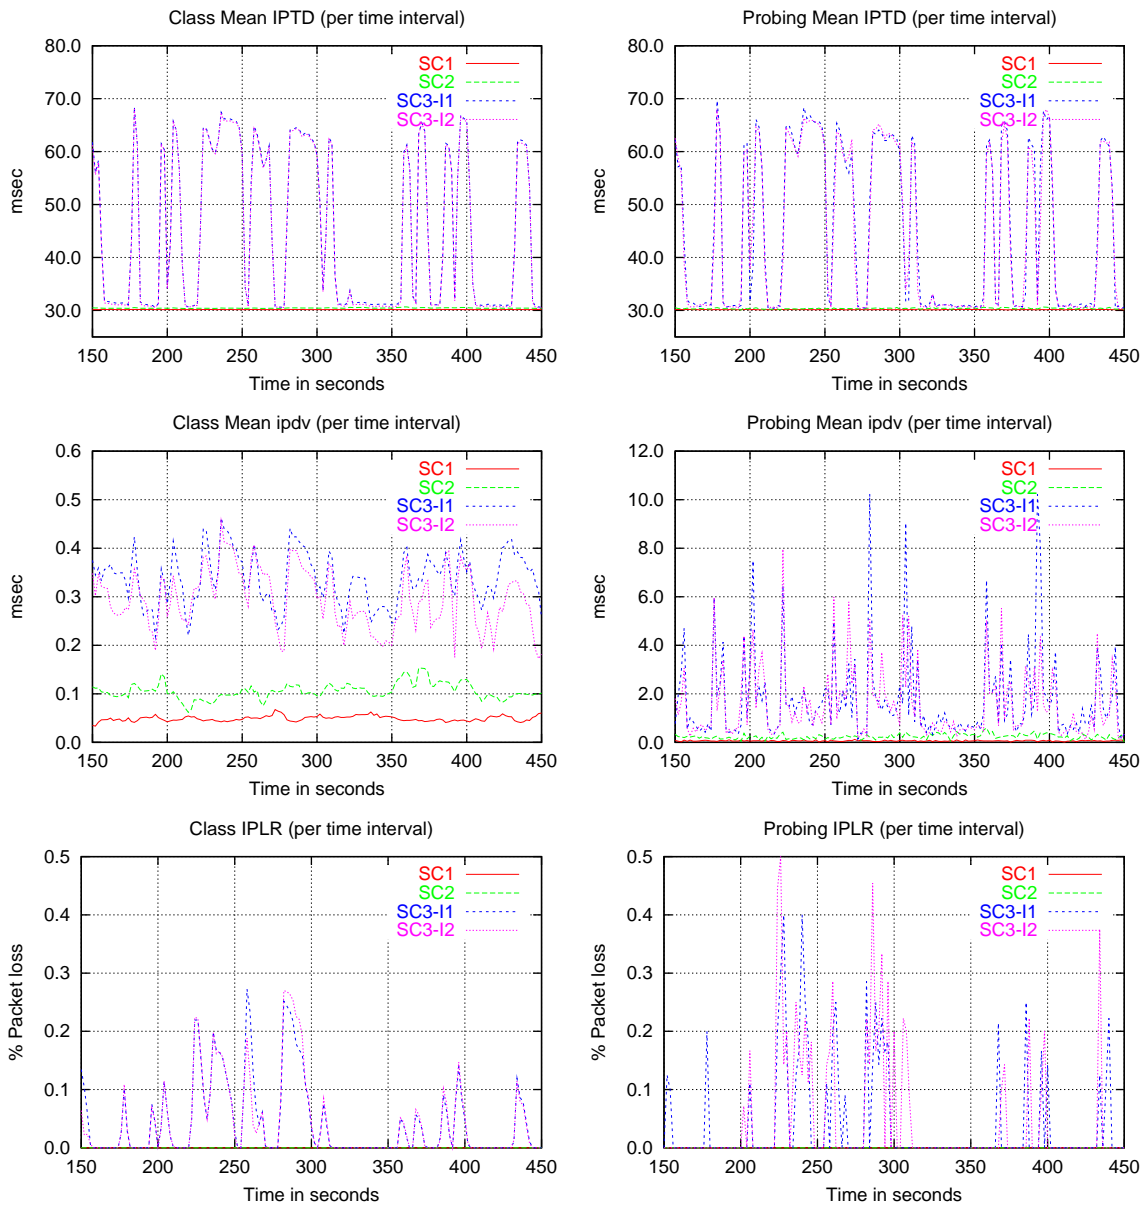 Class Mean IPTD (per time interval)
80.0
70.0
60.0
50.0
40.0
30.0
msec
SC1
SC2
SC3-I1
SC3-I2
150 200 250 300 350 400 450
Time in seconds
Probing Mean IPTD (per time interval)
80.0
70.0
60.0
50.0
40.0
30.0
msec
SC1
SC2
SC3-I1
SC3-I2
150 200 250 300 350 400 450
Time in seconds
Class Mean ipdv (per time interval)
0.6
0.5
0.4
0.3
0.2
0.1
0.0
msec
SC1
SC2
SC3-I1
SC3-I2
150 200 250 300 350 400 450
Time in seconds
Probing Mean ipdv (per time interval)
12.0
10.0
8.0
6.0
4.0
2.0
0.0
msec
SC1
SC2
SC3-I1
SC3-I2
150 200 250 300 350 400 450
Time in seconds
Class IPLR (per time interval)
0.5
0.4
0.3
0.2
0.1
0.0
% Packet loss
SC1
SC2
SC3-I1
SC3-I2
150 200 250 300 350 400 450
Time in seconds
Probing IPLR (per time interval)
0.5
0.4
0.3
0.2
0.1
0.0
% Packet loss
SC1
SC2
SC3-I1
SC3-I2
150 200 250 300 350 400 450
Time in seconds